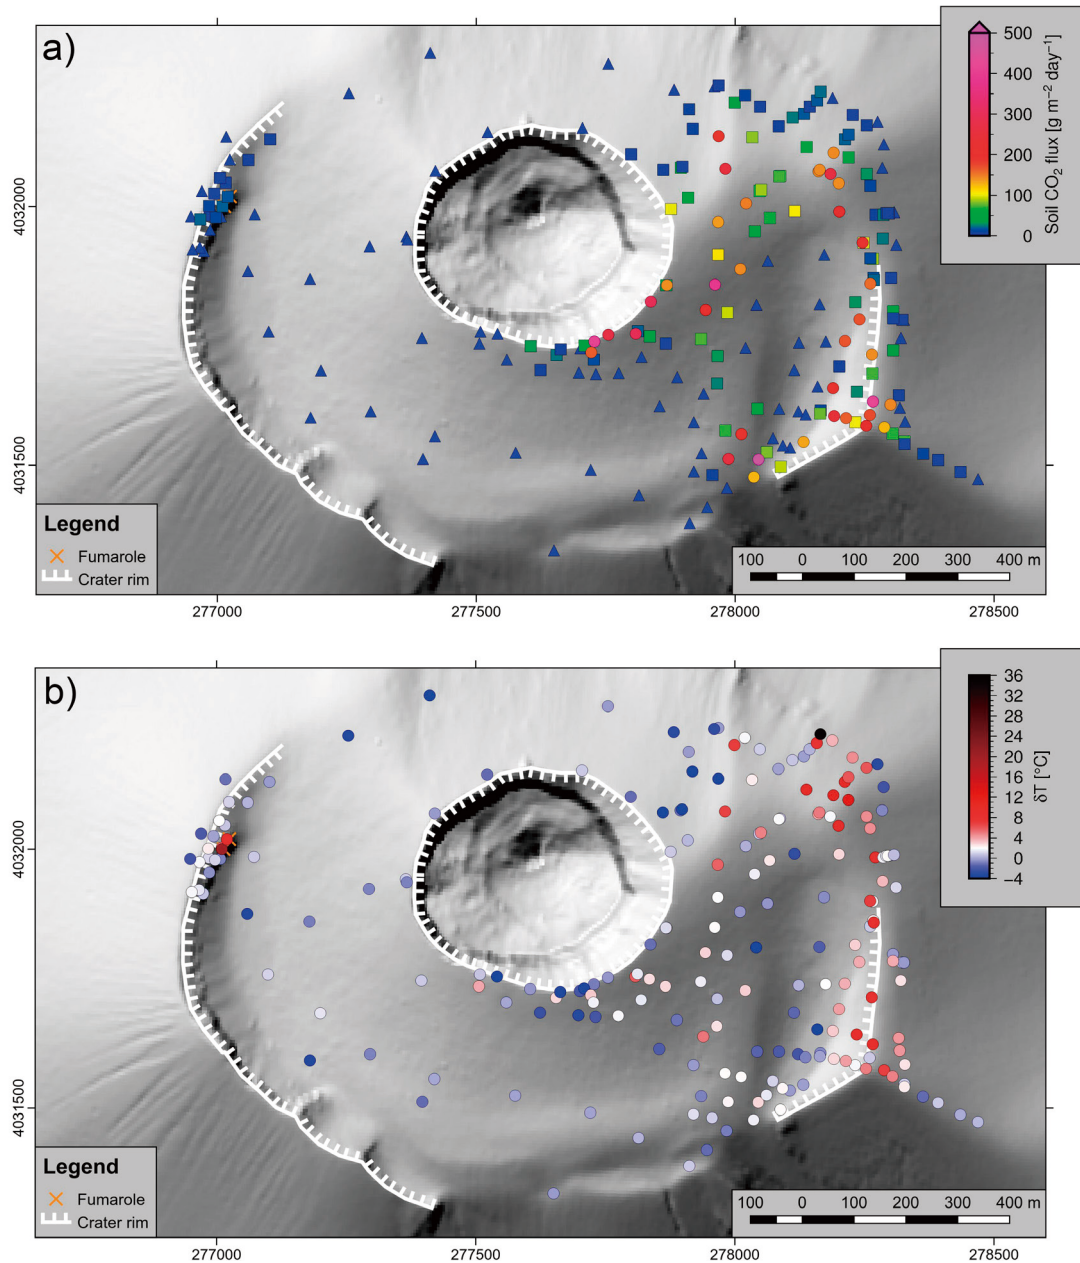 a)
500
400
300
200
100
0
Soil CO₂ flux [g m⁻² day⁻¹]
4032000
4031500
Legend
Fumarole
Crater rim
100 0 100 200 300 400 m
277000 277500 278000 278500
b)
36
32
28
24
20
16
12
8
4
0
−4
δT [°C]
4032000
4031500
Legend
Fumarole
Crater rim
100 0 100 200 300 400 m
277000 277500 278000 278500